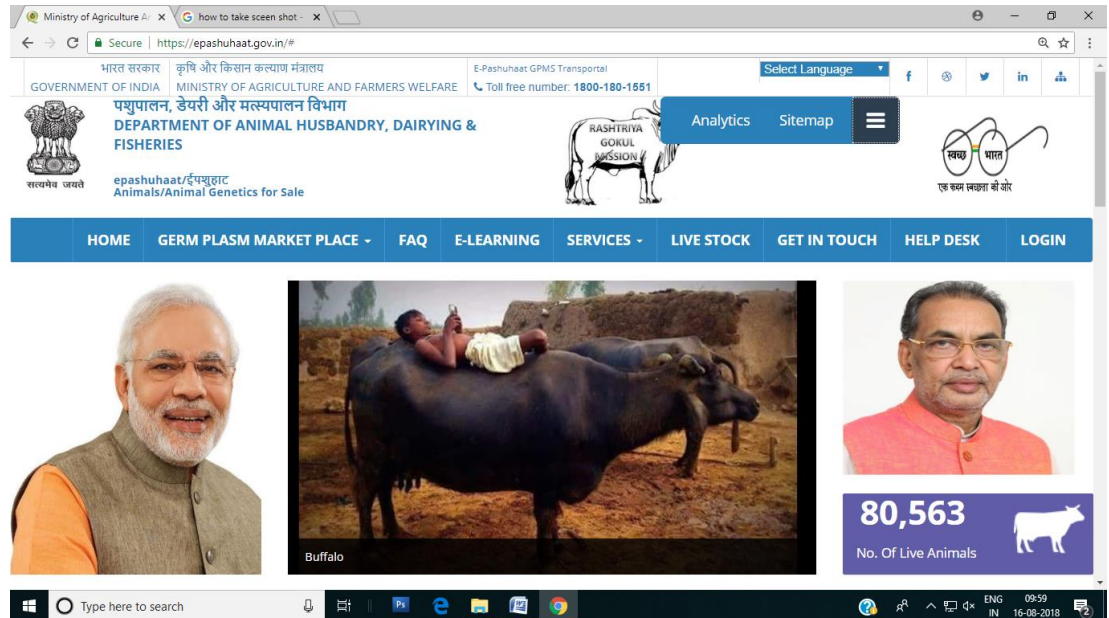 Ministry of Agriculture A
how to take sceen shot -
Secure
https://epashuhaat.gov.in/#
भारत सरकार
GOVERNMENT OF INDIA
कृषि और किसान कल्याण मंत्रालय
MINISTRY OF AGRICULTURE AND FARMERS WELFARE
E-Pashuhaat GPMS Transportal
Toll free number: 1800-180-1551
Select Language
सत्यमेव जयते
पशुपालन, डेयरी और मत्स्यपालन विभाग
DEPARTMENT OF ANIMAL HUSBANDRY, DAIRYING &
FISHERIES
epashuhaat/ईपशुहाट
Animals/Animal Genetics for Sale
RASHTRIYA
GOKUL
MISSION
Analytics
Sitemap
स्वच्छ भारत
एक कदम स्वच्छता की ओर
HOME
GERM PLASM MARKET PLACE
FAQ
E-LEARNING
SERVICES
LIVE STOCK
GET IN TOUCH
HELP DESK
LOGIN
Buffalo
80,563
No. Of Live Animals
Type here to search
Ps
ENG
IN
09:59
16-08-2018
2